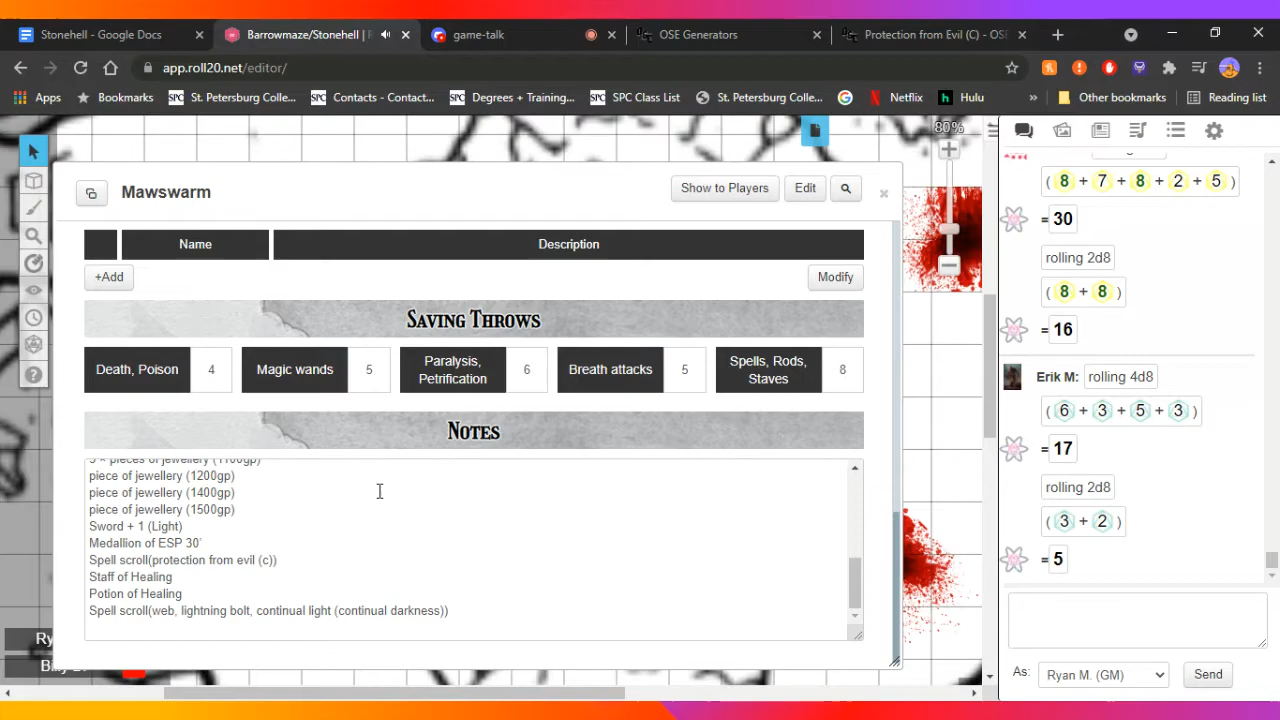 Stonehell - Google Docs
Barrowmaze/Stonehell |
game-talk
OSE Generators
Protection from Evil (C) - OSE
app.roll20.net/editor/
Apps
Bookmarks
St. Petersburg Colle...
Contacts - Contact...
Degrees + Training...
SPC Class List
St. Petersburg Colle...
Netflix
Hulu
»
Other bookmarks
Reading list
80%
Mawswarm
Show to Players
Edit
Name
Description
+Add
Modify
Saving Throws
Death, Poison 4
Magic wands 5
Paralysis, Petrification 6
Breath attacks 5
Spells, Rods, Staves 8
Notes
pieces of jewellery (1100gp)
piece of jewellery (1200gp)
piece of jewellery (1400gp)
piece of jewellery (1500gp)
Sword + 1 (Light)
Medallion of ESP 30'
Spell scroll(protection from evil (c))
Staff of Healing
Potion of Healing
Spell scroll(web, lightning bolt, continual light (continual darkness))
Ry
(8 + 7 + 8 + 2 + 5)
= 30
rolling 2d8
(8 + 8)
= 16
Erik M: rolling 4d8
(6 + 3 + 5 + 3)
= 17
rolling 2d8
(3 + 2)
= 5
As: Ryan M. (GM)
Send